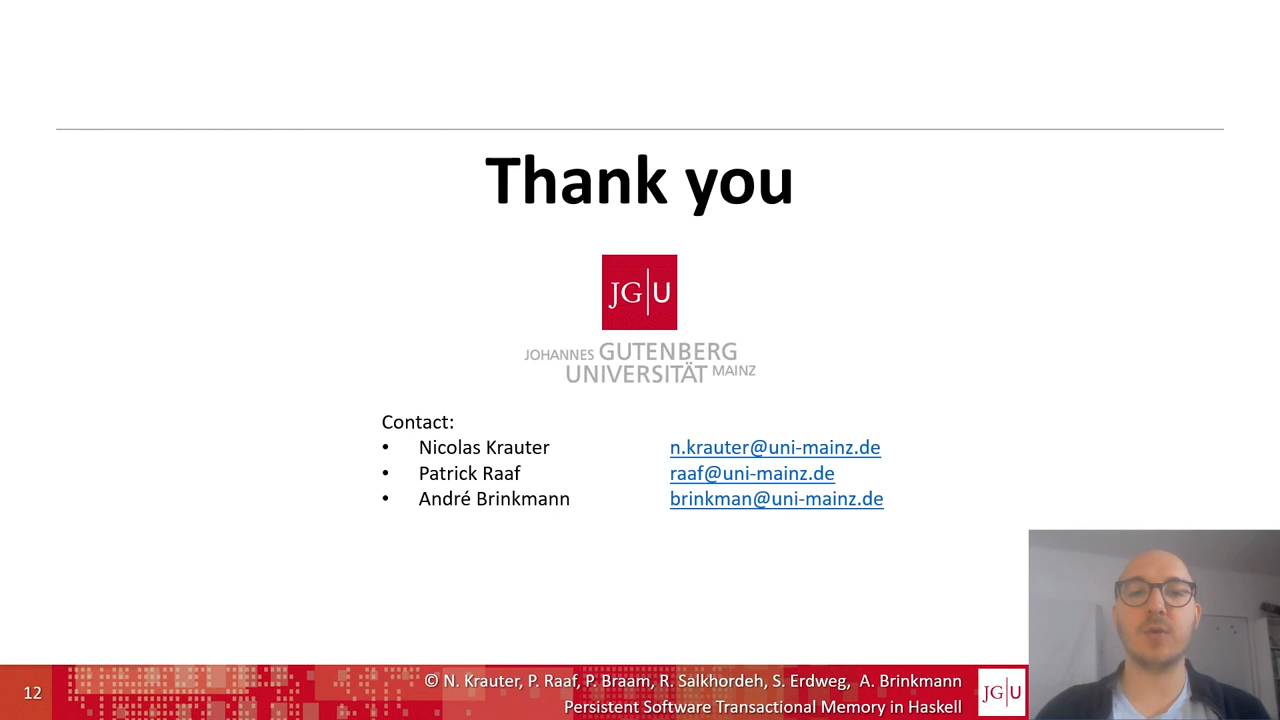 Thank you
JG|U
JOHANNES GUTENBERG
UNIVERSITÄT MAINZ
Contact:
• Nicolas Krauter n.krauter@uni-mainz.de
• Patrick Raaf raaf@uni-mainz.de
• André Brinkmann brinkman@uni-mainz.de
12
© N. Krauter, P. Raaf, P. Braam, R. Salkhordeh, S. Erdweg, A. Brinkmann
Persistent Software Transactional Memory in Haskell
JG|U